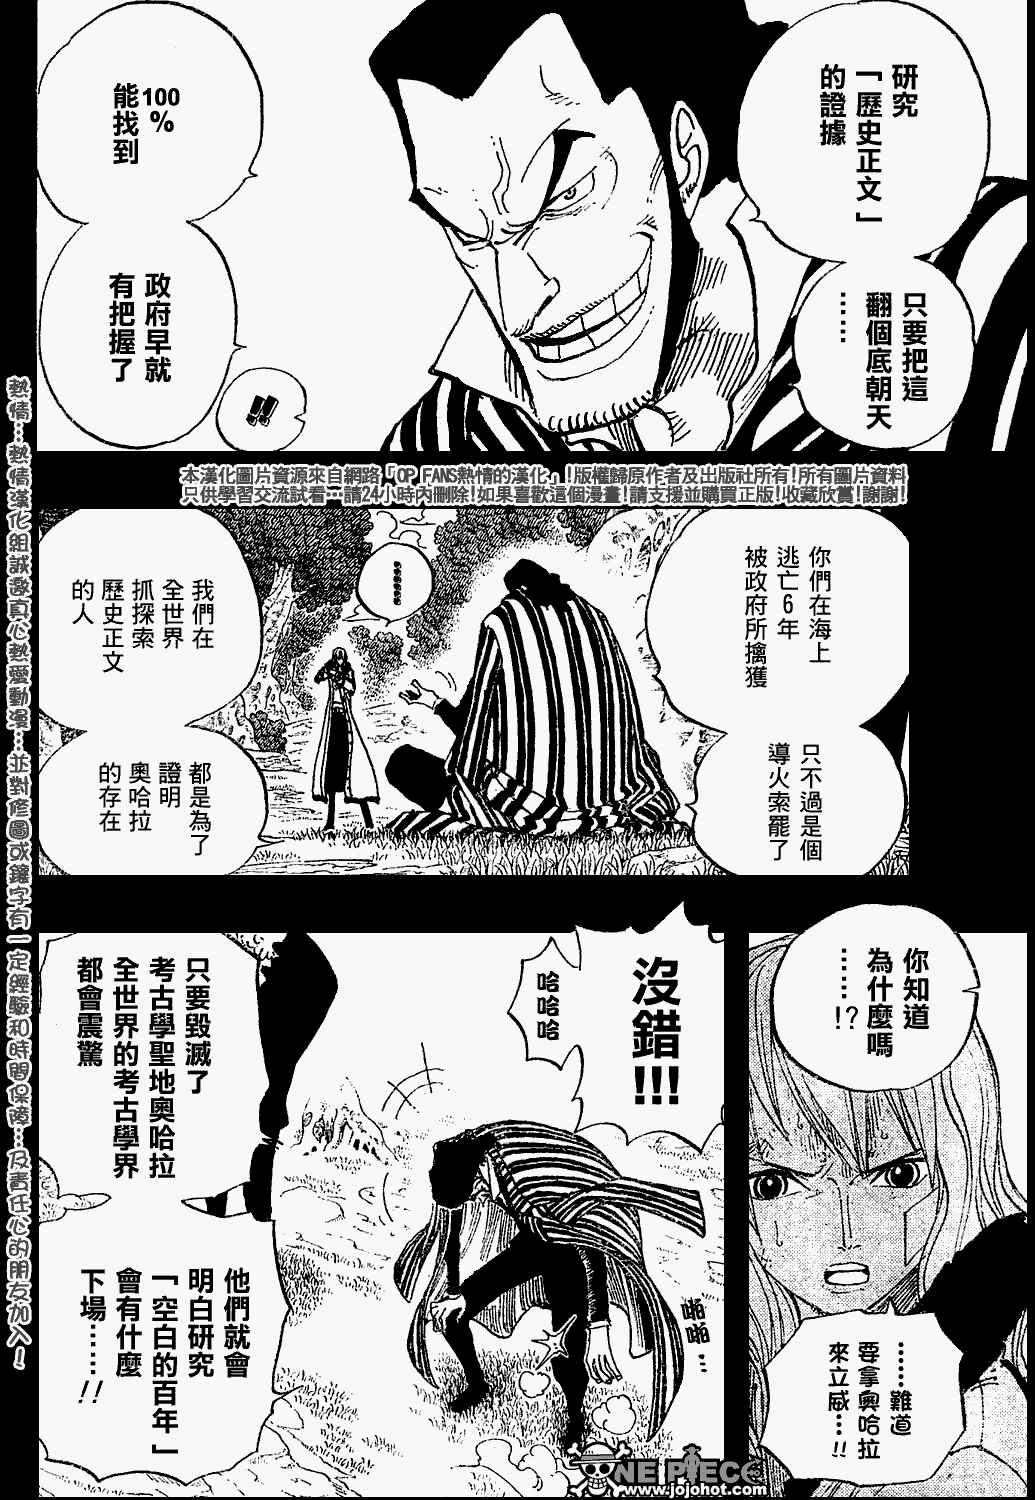 研究
「歷史正文」
的證據
只要把這
翻個底朝天
……
100%
能找到
政府早就
有把握了
!!
本漢化圖片資源來自網路「OP FANS熱情的漢化」!版權歸原作者及出版社所有!所有圖片資料
只供學習交流試看…請24小時內刪除!如果喜歡這個漫畫!請支援並購買正版!收藏欣賞!謝謝!
你們在海上
逃亡6年
被政府所擒獲
只不過是個
導火索罷了
……
我們在
全世界
抓探索
歷史正文
的人
都是為了
證明
奧哈拉
的存在
你知道
為什麼嗎
……!?
……難道
要拿奧哈拉
來立威…!!
沒錯!!!
哈哈哈
啪啪…
只要毀滅了
考古學聖地奧哈拉
全世界的考古學界
都會震驚
他們就會
明白研究
「空白的百年」
會有什麼
下場……!!
熱情…熱情漢化組誠邀真心熱愛動漫…並對修圖或鑲字有一定經驗和時間保障…及責任心的朋友加入!
ONE PIECE
www.jojohot.com